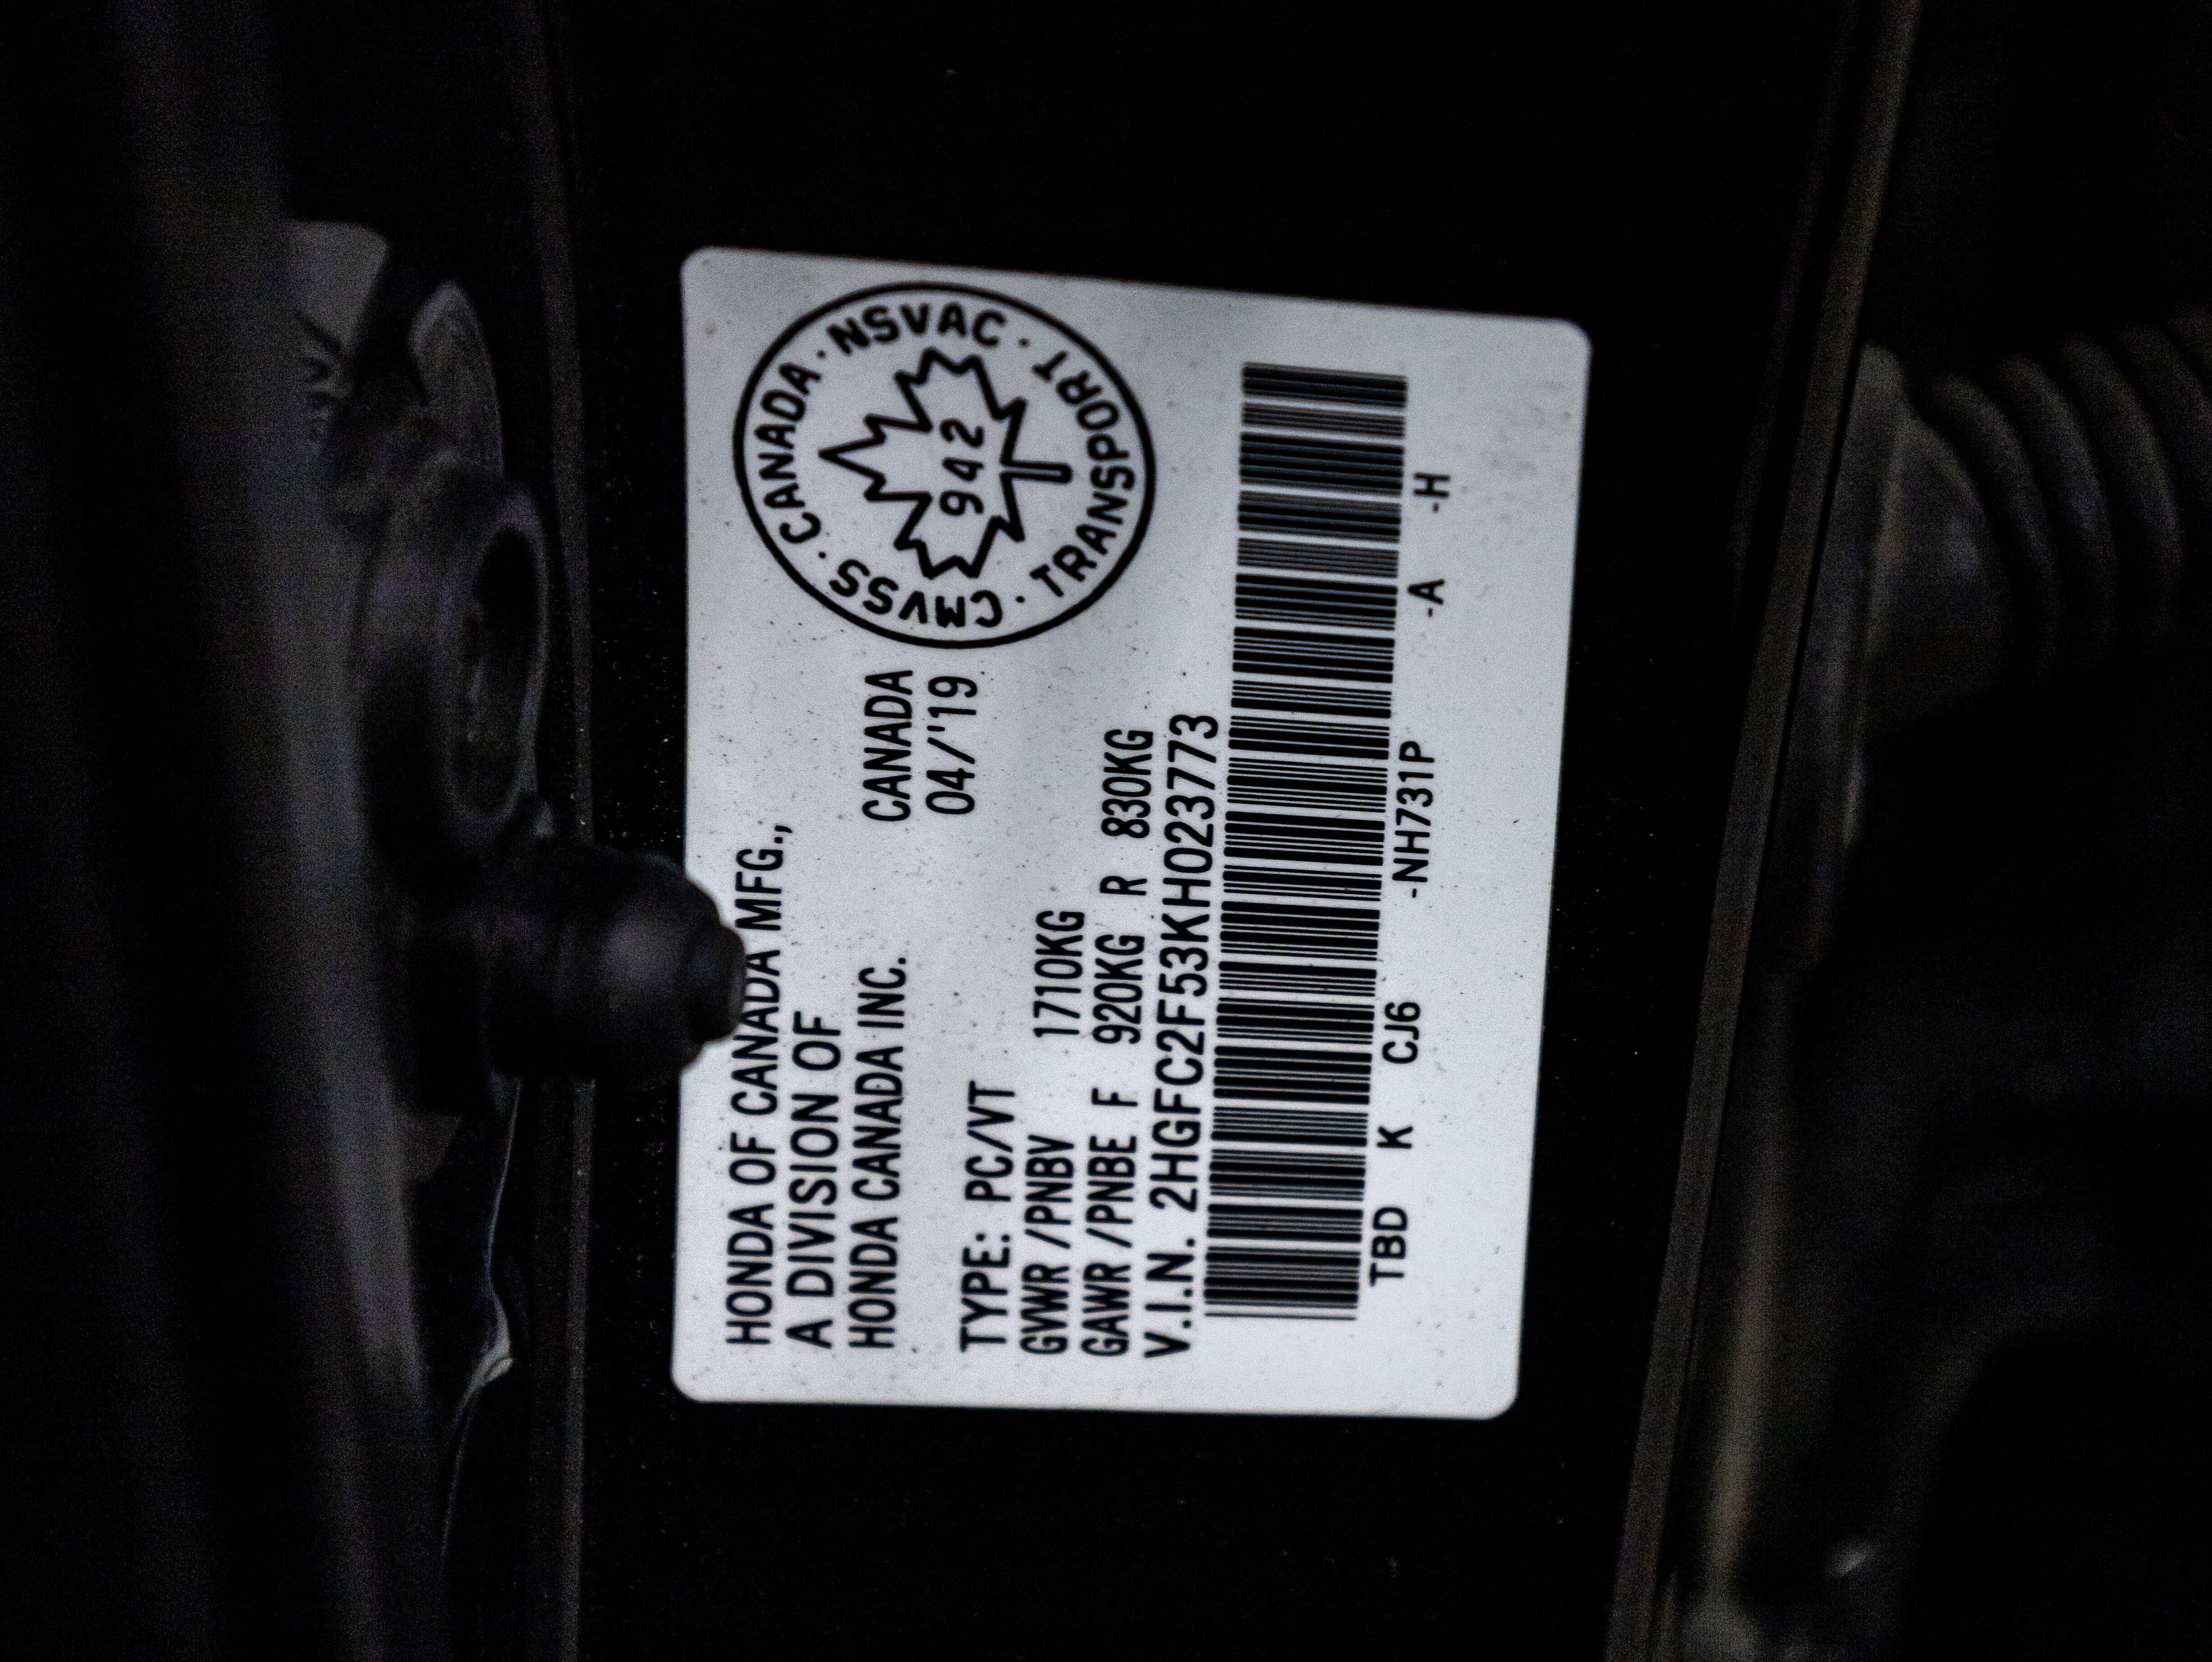 HONDA OF CANADA MFG.,
A DIVISION OF
HONDA CANADA INC.
CANADA
04/'19
CMVSS · CANADA · NSVAC · TRANSPORT ·
942
TYPE: PC/VT
GVWR /PNBV 1710KG
GAWR /PNBE F 920KG R 830KG
V.I.N. 2HGFC2F53KH023773
TBD K CJ6 -NH731P -A -H